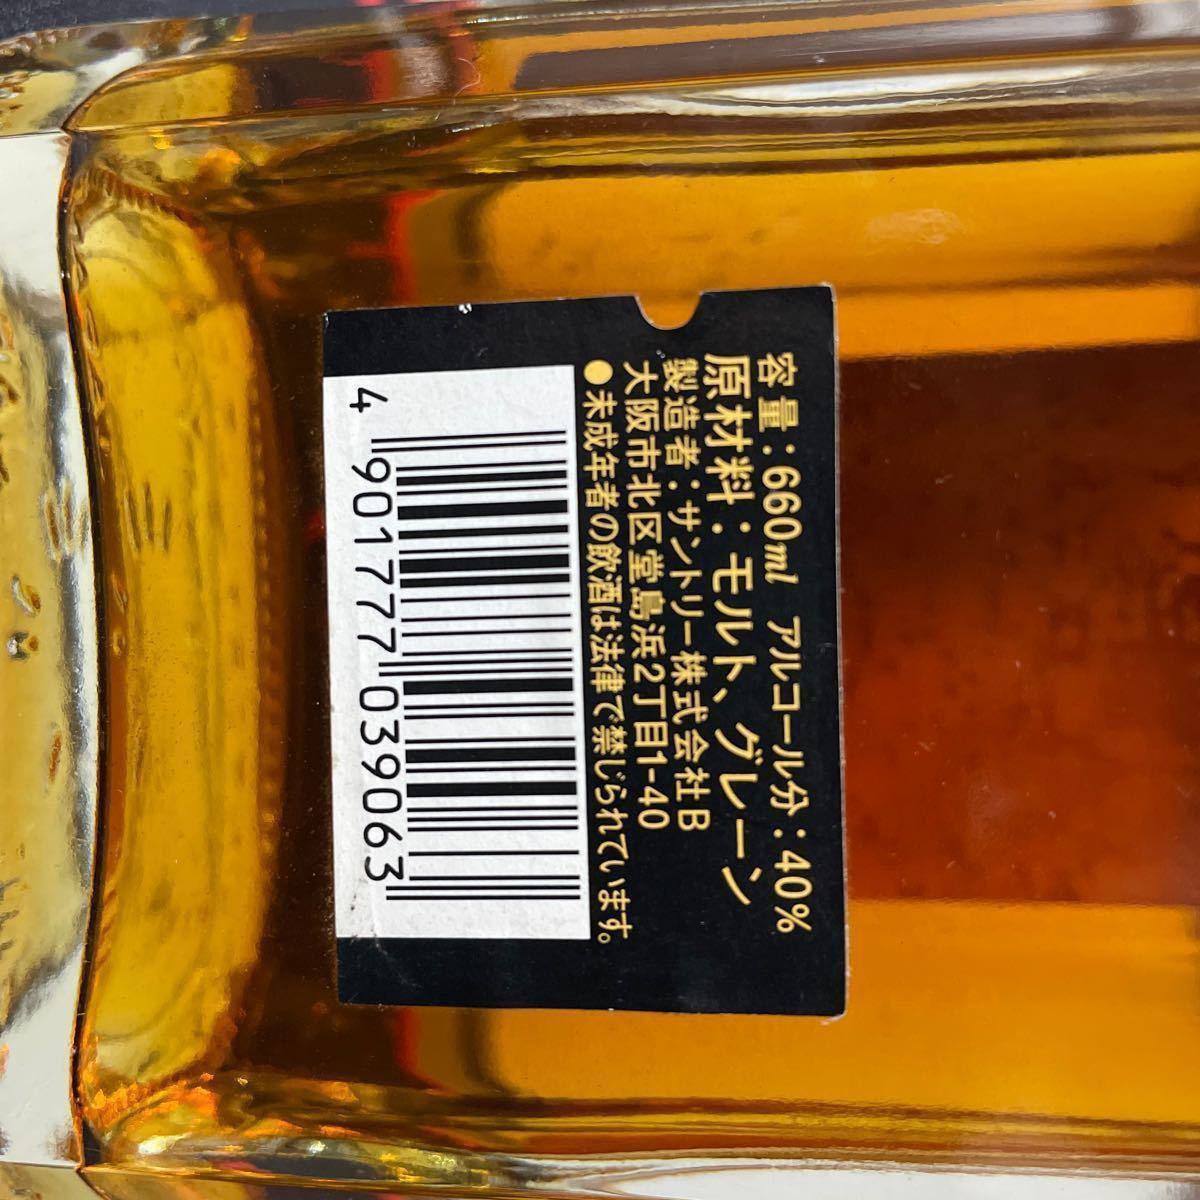 容量:660ml アルコール分:40%
原材料:モルト、グレーン
製造者:サントリー株式会社B
大阪市北区堂島浜2丁目1-40
●未成年者の飲酒は法律で禁じられています。
4 901777 039063